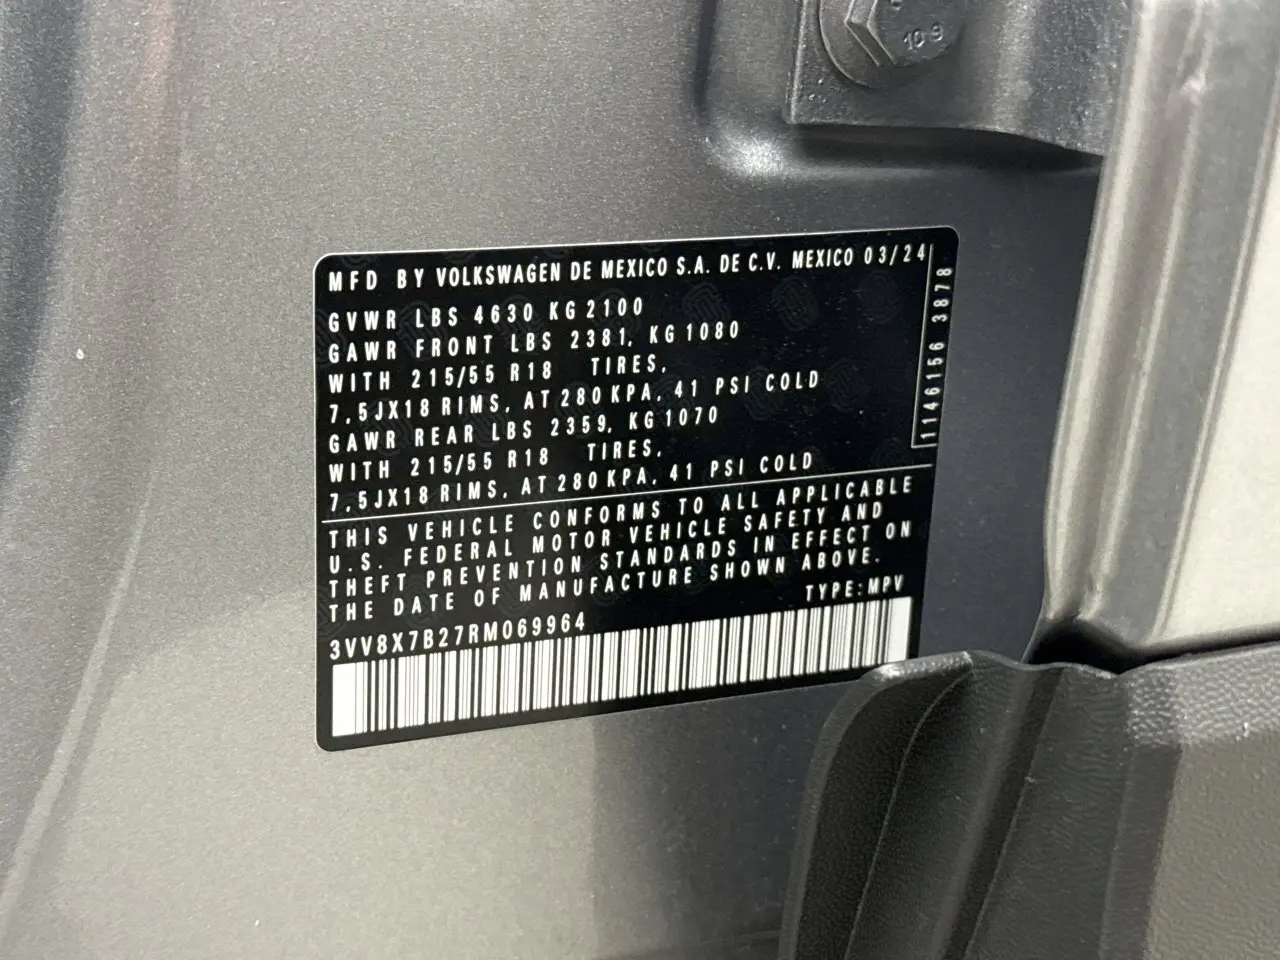 10.9
MFD BY VOLKSWAGEN DE MEXICO S.A. DE C.V. MEXICO 03/24
GVWR LBS 4630 KG 2100
GAWR FRONT LBS 2381, KG 1080
WITH 215/55 R18 TIRES,
7,5JX18 RIMS, AT 280 KPA, 41 PSI COLD
GAWR REAR LBS 2359, KG 1070
WITH 215/55 R18 TIRES,
7,5JX18 RIMS, AT 280 KPA, 41 PSI COLD
1146156 3878
THIS VEHICLE CONFORMS TO ALL APPLICABLE
U.S. FEDERAL MOTOR VEHICLE SAFETY AND
THEFT PREVENTION STANDARDS IN EFFECT ON
THE DATE OF MANUFACTURE SHOWN ABOVE.
TYPE:MPV
3VV8X7B27RM069964